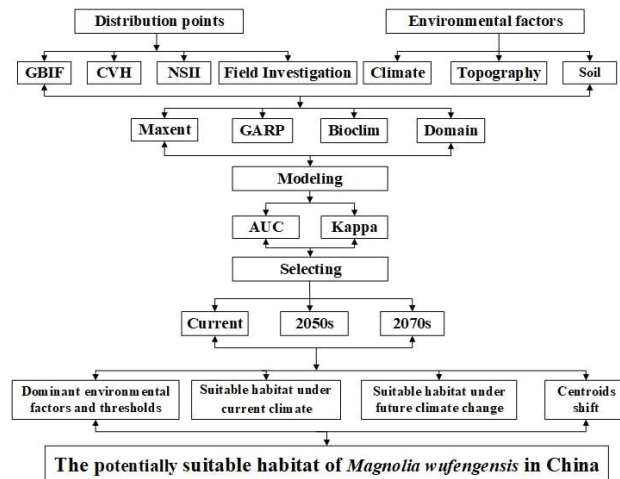 Distribution points
Environmental factors
GBIF
CVH
NSII
Field Investigation
Climate
Topography
Soil
Maxent
GARP
Bioclim
Domain
Modeling
AUC
Kappa
Selecting
Current
2050s
2070s
Dominant environmental
factors and thresholds
Suitable habitat under
current climate
Suitable habitat under
future climate change
Centroids
shift
The potentially suitable habitat of Magnolia wufengensis in China